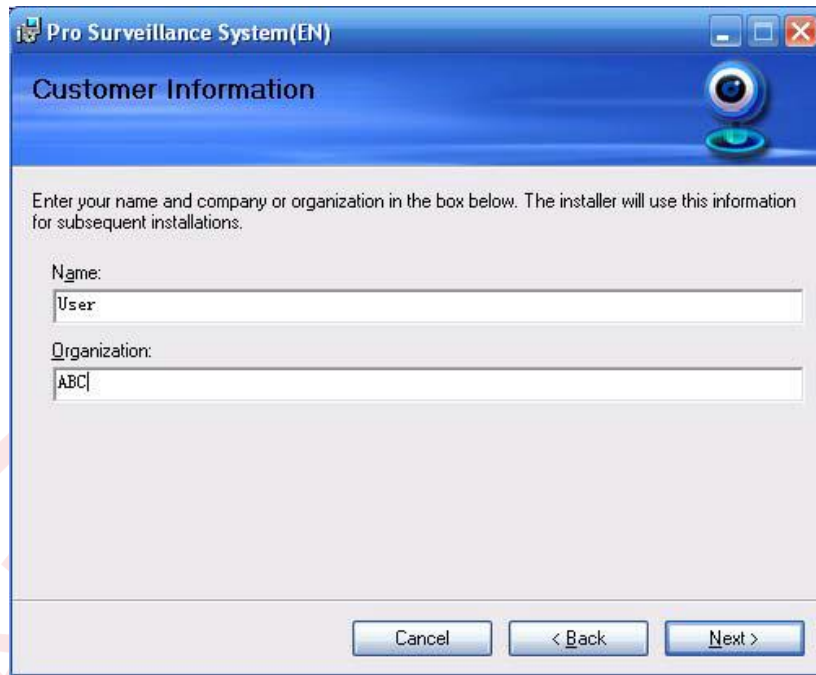 Pro Surveillance System(EN)
Customer Information
Enter your name and company or organization in the box below. The installer will use this information
for subsequent installations.
Name:
User
Organization:
ABC
Cancel
< Back
Next >